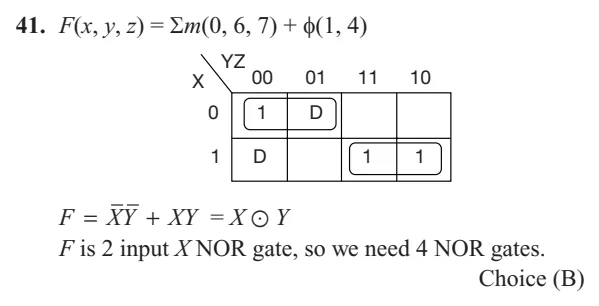 41. F(x, y, z) = Σm(0, 6, 7) + ϕ(1, 4)
YZ
X 00 01 11 10
0 1 D
1 D 1 1
F = X̅Y̅ + XY = X ⊙ Y
F is 2 input X NOR gate, so we need 4 NOR gates.
Choice (B)